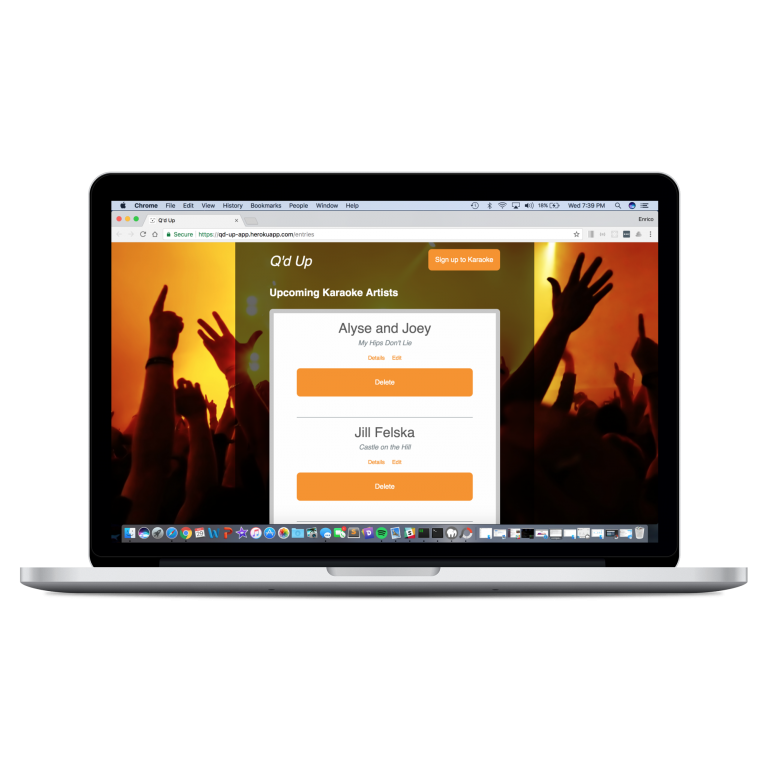 Chrome File Edit View History Bookmarks People Window Help 18% Wed 7:39 PM
Q'd Up Enrico
Secure https://qd-up-app.herokuapp.com/entries
Q'd Up Sign up to Karaoke
Upcoming Karaoke Artists
Alyse and Joey
My Hips Don't Lie
Details Edit
Delete
Jill Felska
Castle on the Hill
Details Edit
Delete